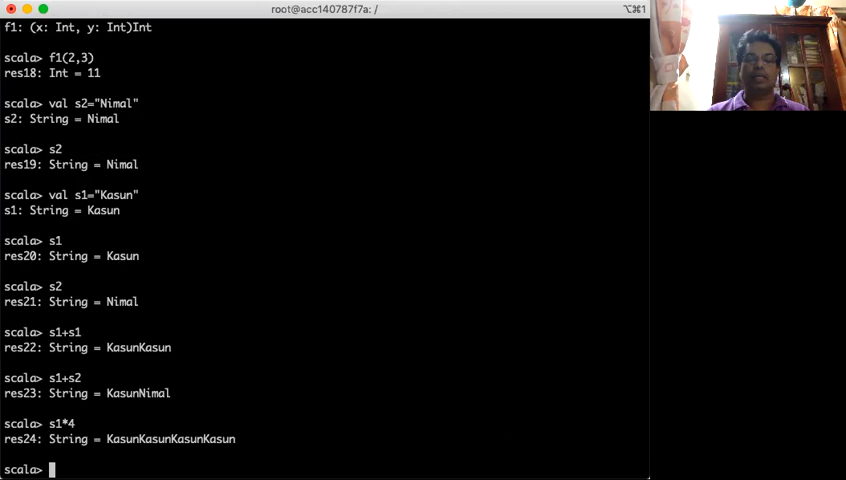 root@acc140787f7a: /
⌥⌘1
f1: (x: Int, y: Int)Int
scala> f1(2,3)
res18: Int = 11
scala> val s2="Nimal"
s2: String = Nimal
scala> s2
res19: String = Nimal
scala> val s1="Kasun"
s1: String = Kasun
scala> s1
res20: String = Kasun
scala> s2
res21: String = Nimal
scala> s1+s1
res22: String = KasunKasun
scala> s1+s2
res23: String = KasunNimal
scala> s1*4
res24: String = KasunKasunKasunKasun
scala>